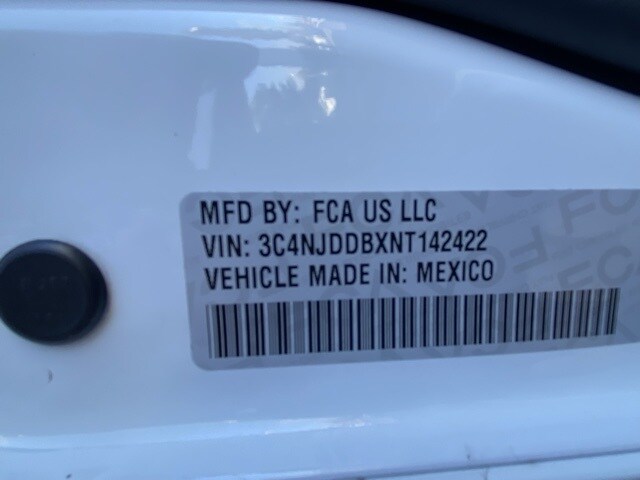 MFD BY: FCA US LLC
VIN: 3C4NJDDBXNT142422
VEHICLE MADE IN: MEXICO